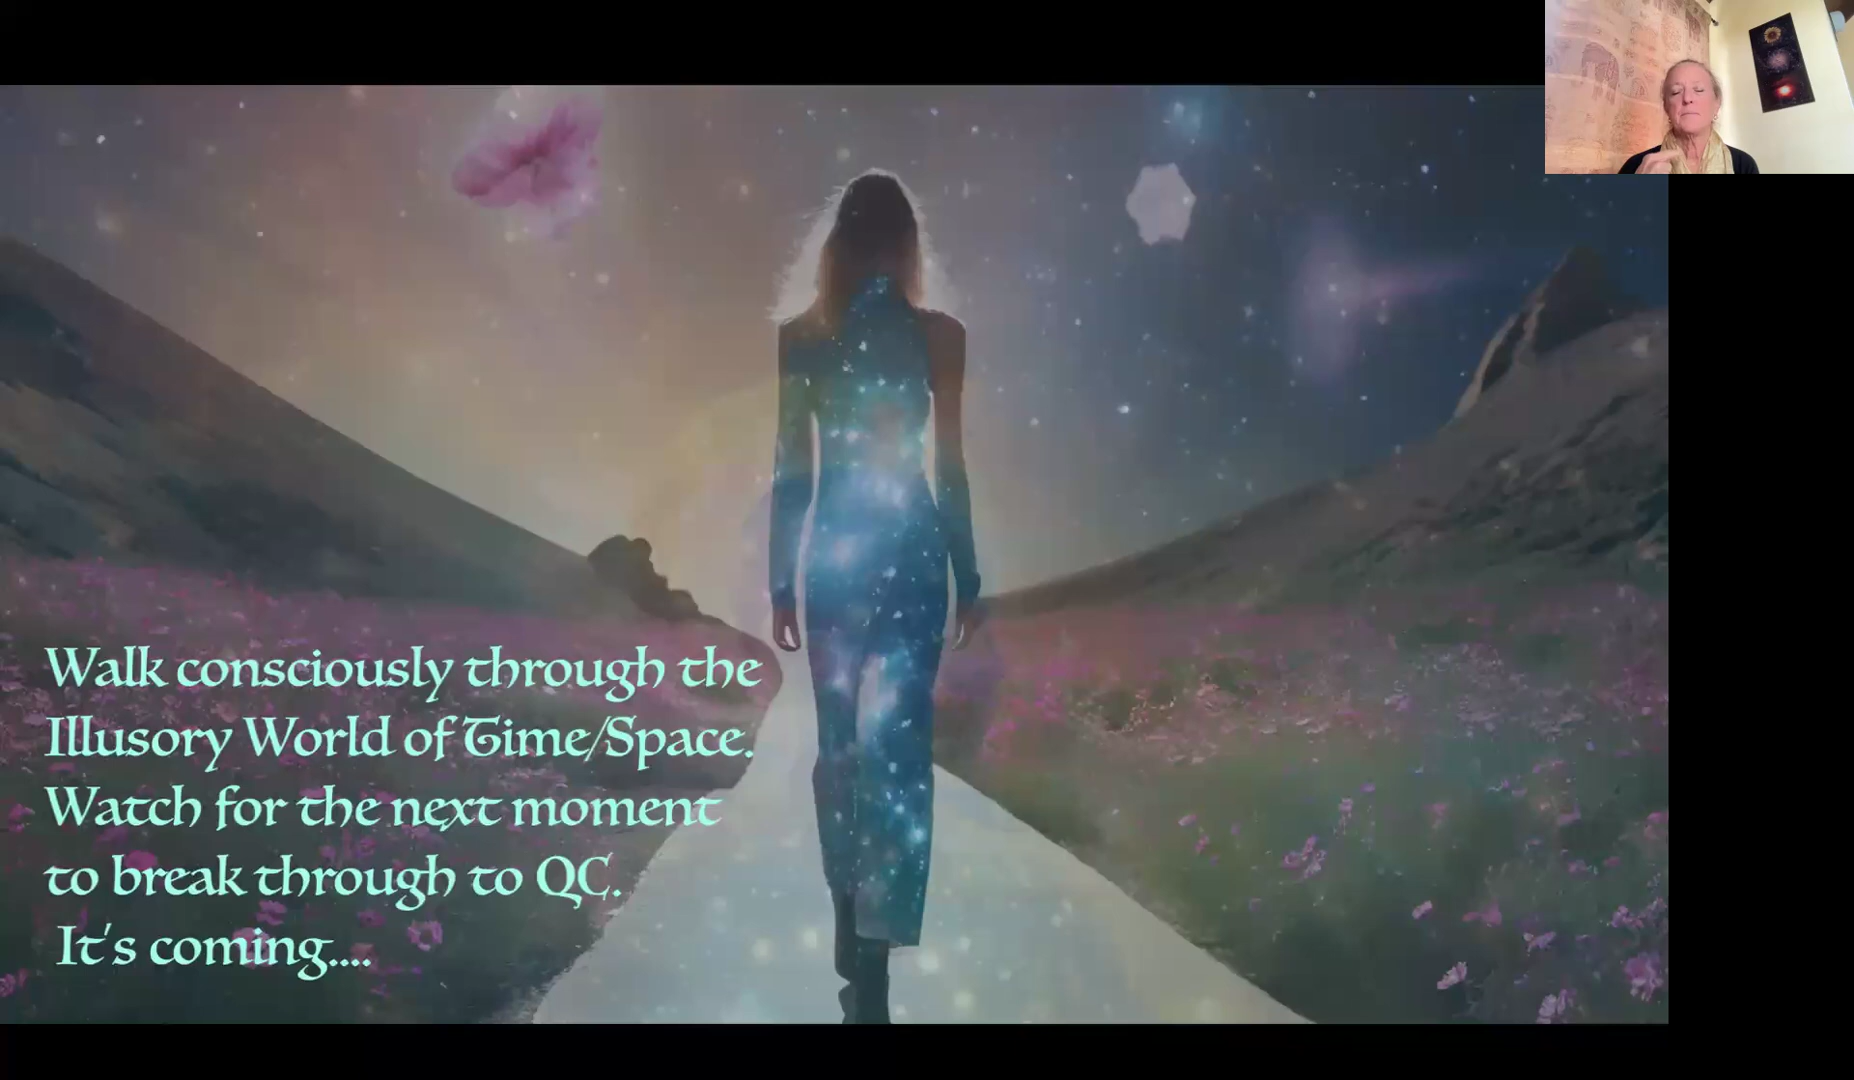 Walk consciously through the
Illusory World of Time/Space.
Watch for the next moment
to break through to QC.
It's coming....